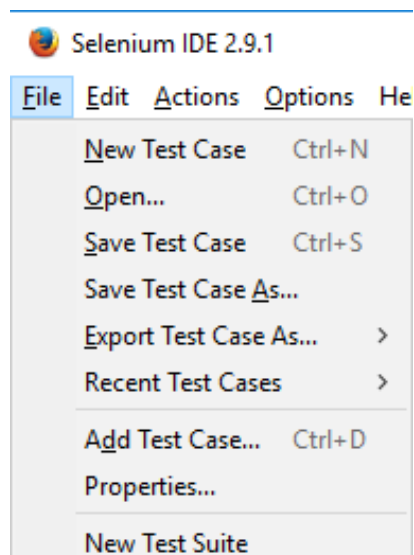 Selenium IDE 2.9.1
File Edit Actions Options He
New Test Case Ctrl+N
Open... Ctrl+O
Save Test Case Ctrl+S
Save Test Case As...
Export Test Case As... >
Recent Test Cases >
Add Test Case... Ctrl+D
Properties...
New Test Suite